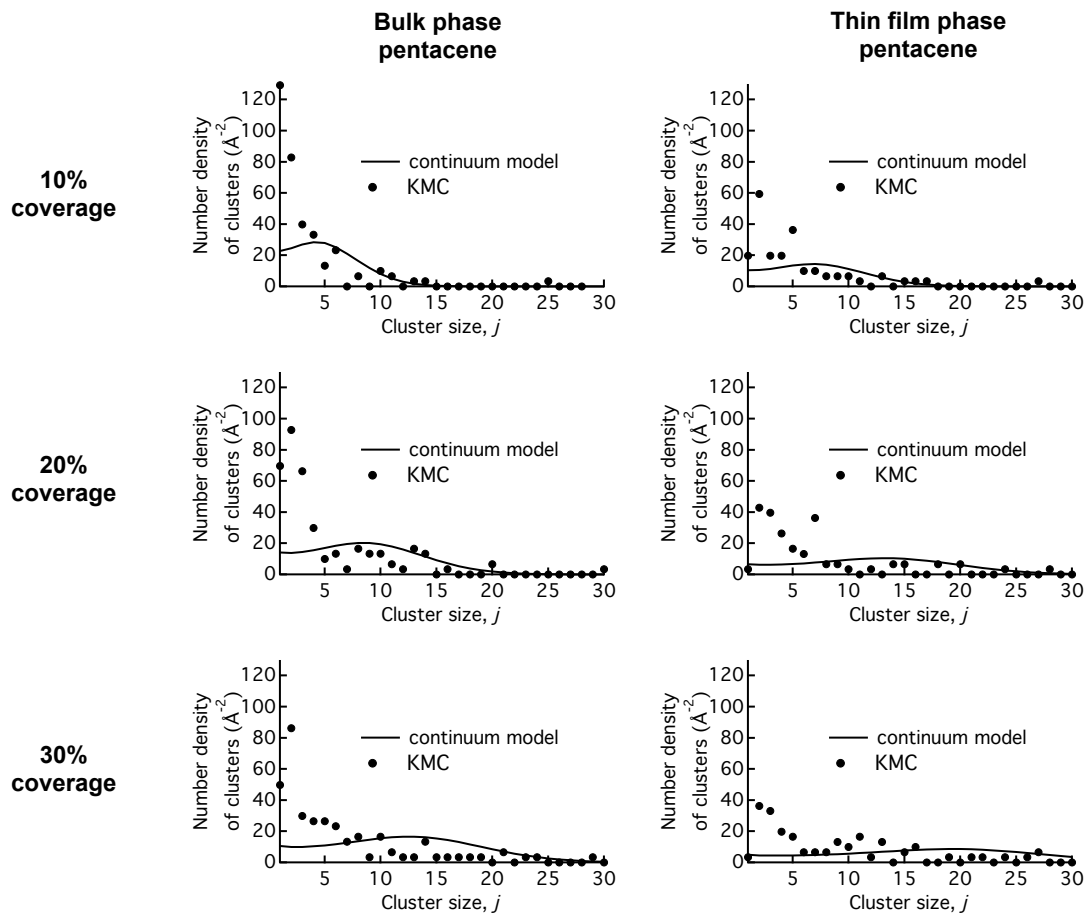 Bulk phase
pentacene
Thin film phase
pentacene
10%
coverage
Number density
of clusters (Å-2)
120
100
80
60
40
20
0
continuum model
KMC
5 10 15 20 25 30
Cluster size, j
Number density
of clusters (Å-2)
120
100
80
60
40
20
0
continuum model
KMC
5 10 15 20 25 30
Cluster size, j
20%
coverage
Number density
of clusters (Å-2)
120
100
80
60
40
20
0
continuum model
KMC
5 10 15 20 25 30
Cluster size, j
Number density
of clusters (Å-2)
120
100
80
60
40
20
0
continuum model
KMC
5 10 15 20 25 30
Cluster size, j
30%
coverage
Number density
of clusters (Å-2)
120
100
80
60
40
20
0
continuum model
KMC
5 10 15 20 25 30
Cluster size, j
Number density
of clusters (Å-2)
120
100
80
60
40
20
0
continuum model
KMC
5 10 15 20 25 30
Cluster size, j